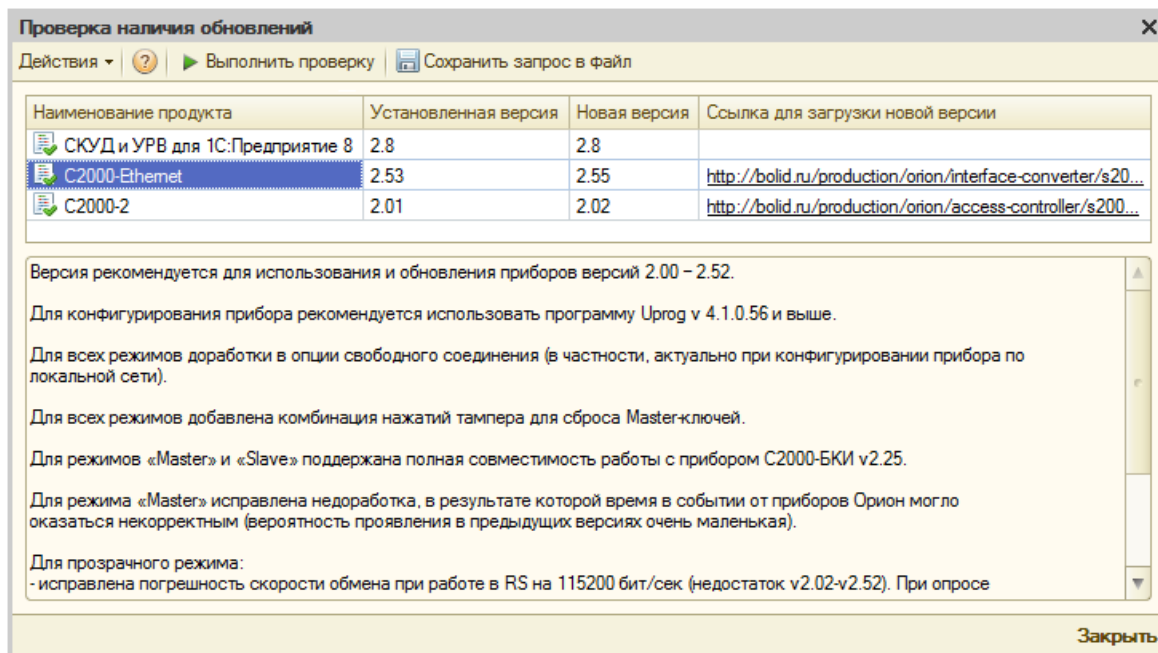 Проверка наличия обновлений
Действия ? Выполнить проверку Сохранить запрос в файл
Наименование продукта Установленная версия Новая версия Ссылка для загрузки новой версии
СКУД и УРВ для 1С:Предприятие 8 2.8 2.8
C2000-Ethernet 2.53 2.55 http://bolid.ru/production/orion/interface-converter/s20...
C2000-2 2.01 2.02 http://bolid.ru/production/orion/access-controller/s200...
Версия рекомендуется для использования и обновления приборов версий 2.00 – 2.52.
Для конфигурирования прибора рекомендуется использовать программу Uprog v 4.1.0.56 и выше.
Для всех режимов доработки в опции свободного соединения (в частности, актуально при конфигурировании прибора по
локальной сети).
Для всех режимов добавлена комбинация нажатий тампера для сброса Master-ключей.
Для режимов «Master» и «Slave» поддержана полная совместимость работы с прибором С2000-БКИ v2.25.
Для режима «Master» исправлена недоработка, в результате которой время в событии от приборов Орион могло
оказаться некорректным (вероятность проявления в предыдущих версиях очень маленькая).
Для прозрачного режима:
- исправлена погрешность скорости обмена при работе в RS на 115200 бит/сек (недостаток v2.02-v2.52). При опросе
Закрыть